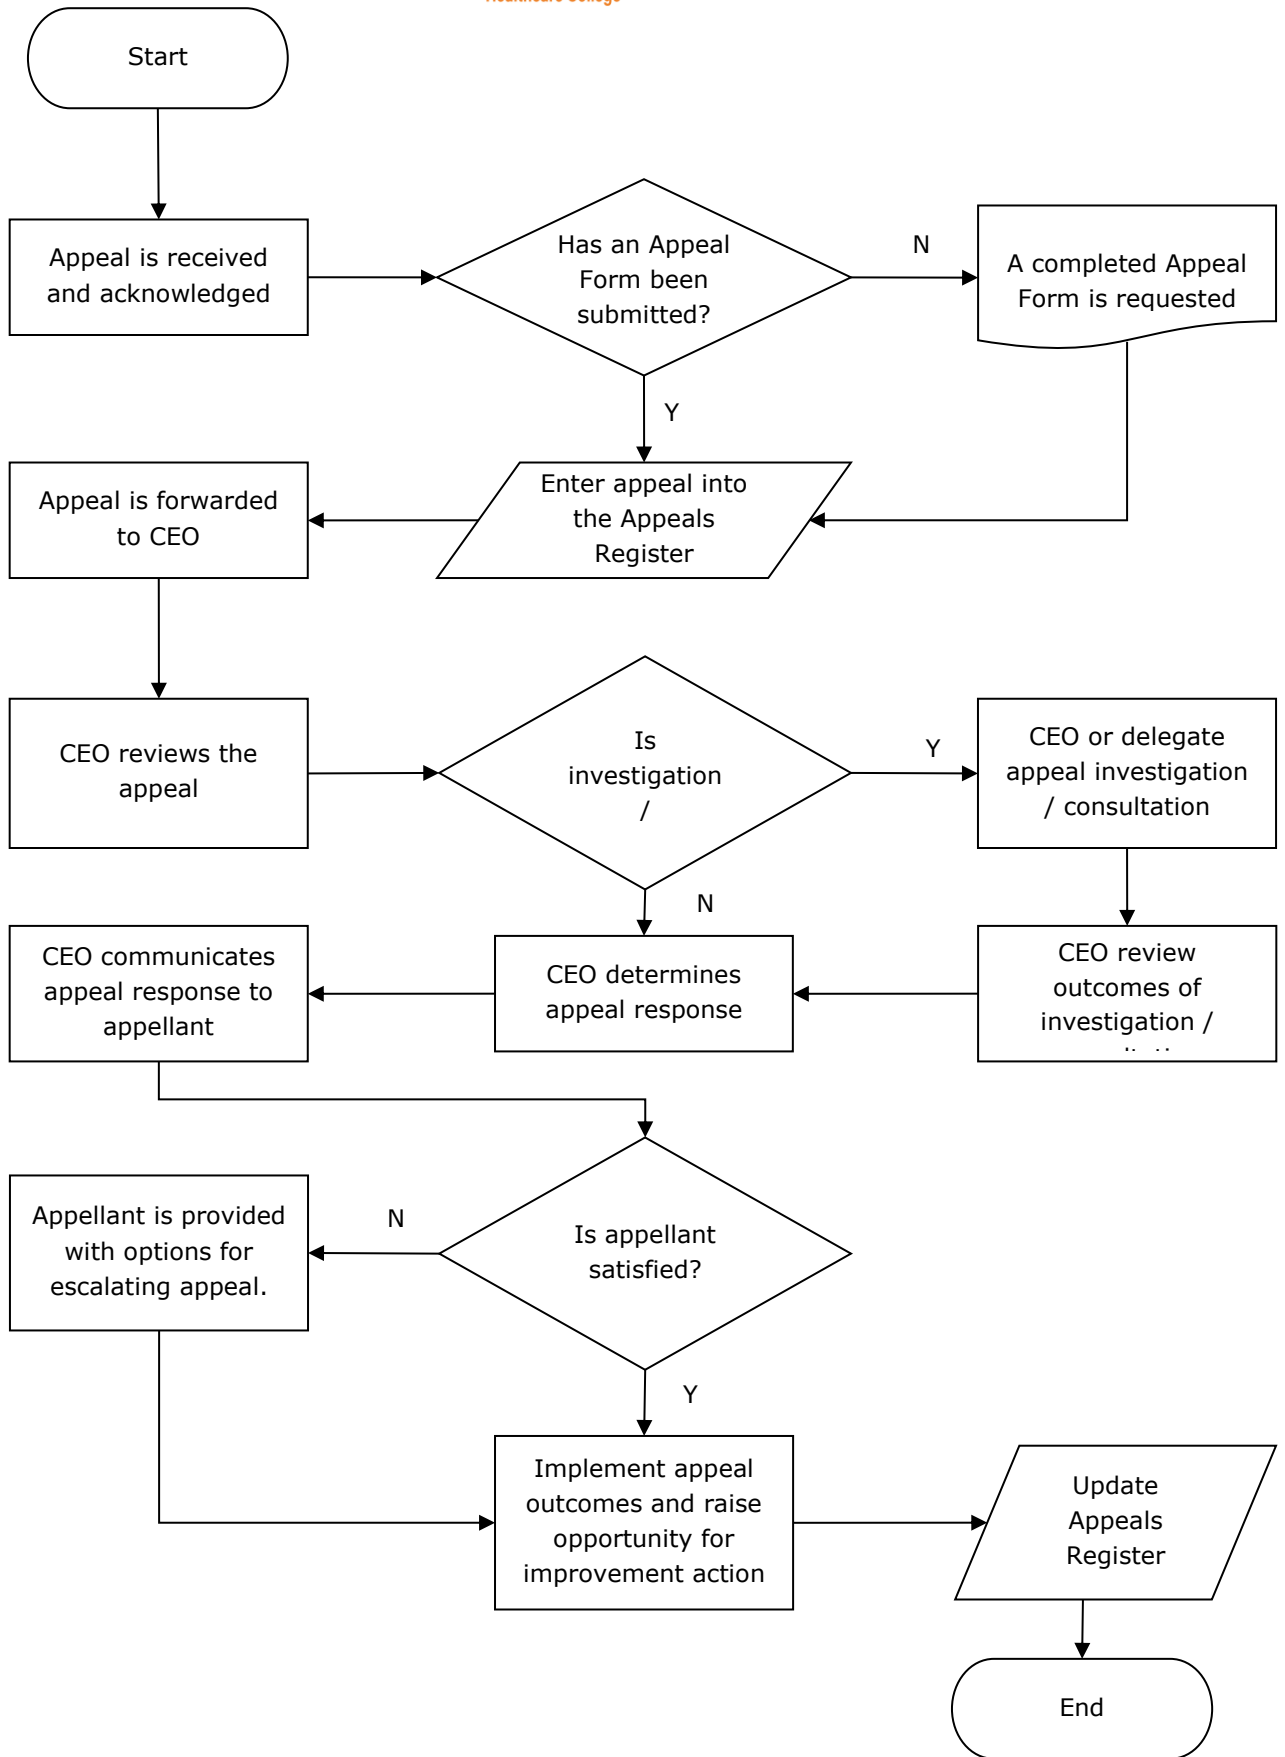 Start
Appeal is received
and acknowledged
Has an Appeal
Form been
submitted?
N
A completed Appeal
Form is requested
Y
Appeal is forwarded
to CEO
Enter appeal into
the Appeals
Register
CEO reviews the
appeal
Is
investigation
/
Y
CEO or delegate
appeal investigation
/ consultation
N
CEO communicates
appeal response to
appellant
CEO determines
appeal response
CEO review
outcomes of
investigation /
Appellant is provided
with options for
escalating appeal.
N
Is appellant
satisfied?
Y
Implement appeal
outcomes and raise
opportunity for
improvement action
Update
Appeals
Register
End